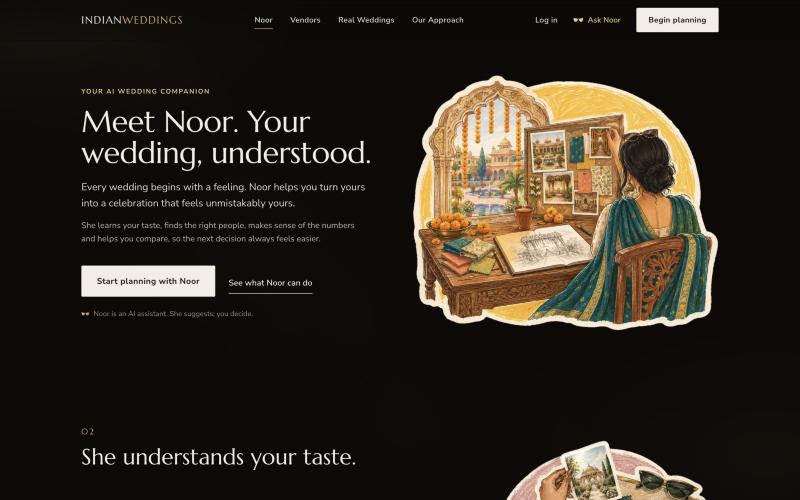 INDIANWEDDINGS
Noor
Vendors
Real Weddings
Our Approach
Log in
Ask Noor
Begin planning
YOUR AI WEDDING COMPANION
Meet Noor. Your
wedding, understood.
Every wedding begins with a feeling. Noor helps you turn yours
into a celebration that feels unmistakably yours.
She learns your taste, finds the right people, makes sense of the numbers
and helps you compare, so the next decision always feels easier.
Start planning with Noor
See what Noor can do
Noor is an AI assistant. She suggests; you decide.
02
She understands your taste.